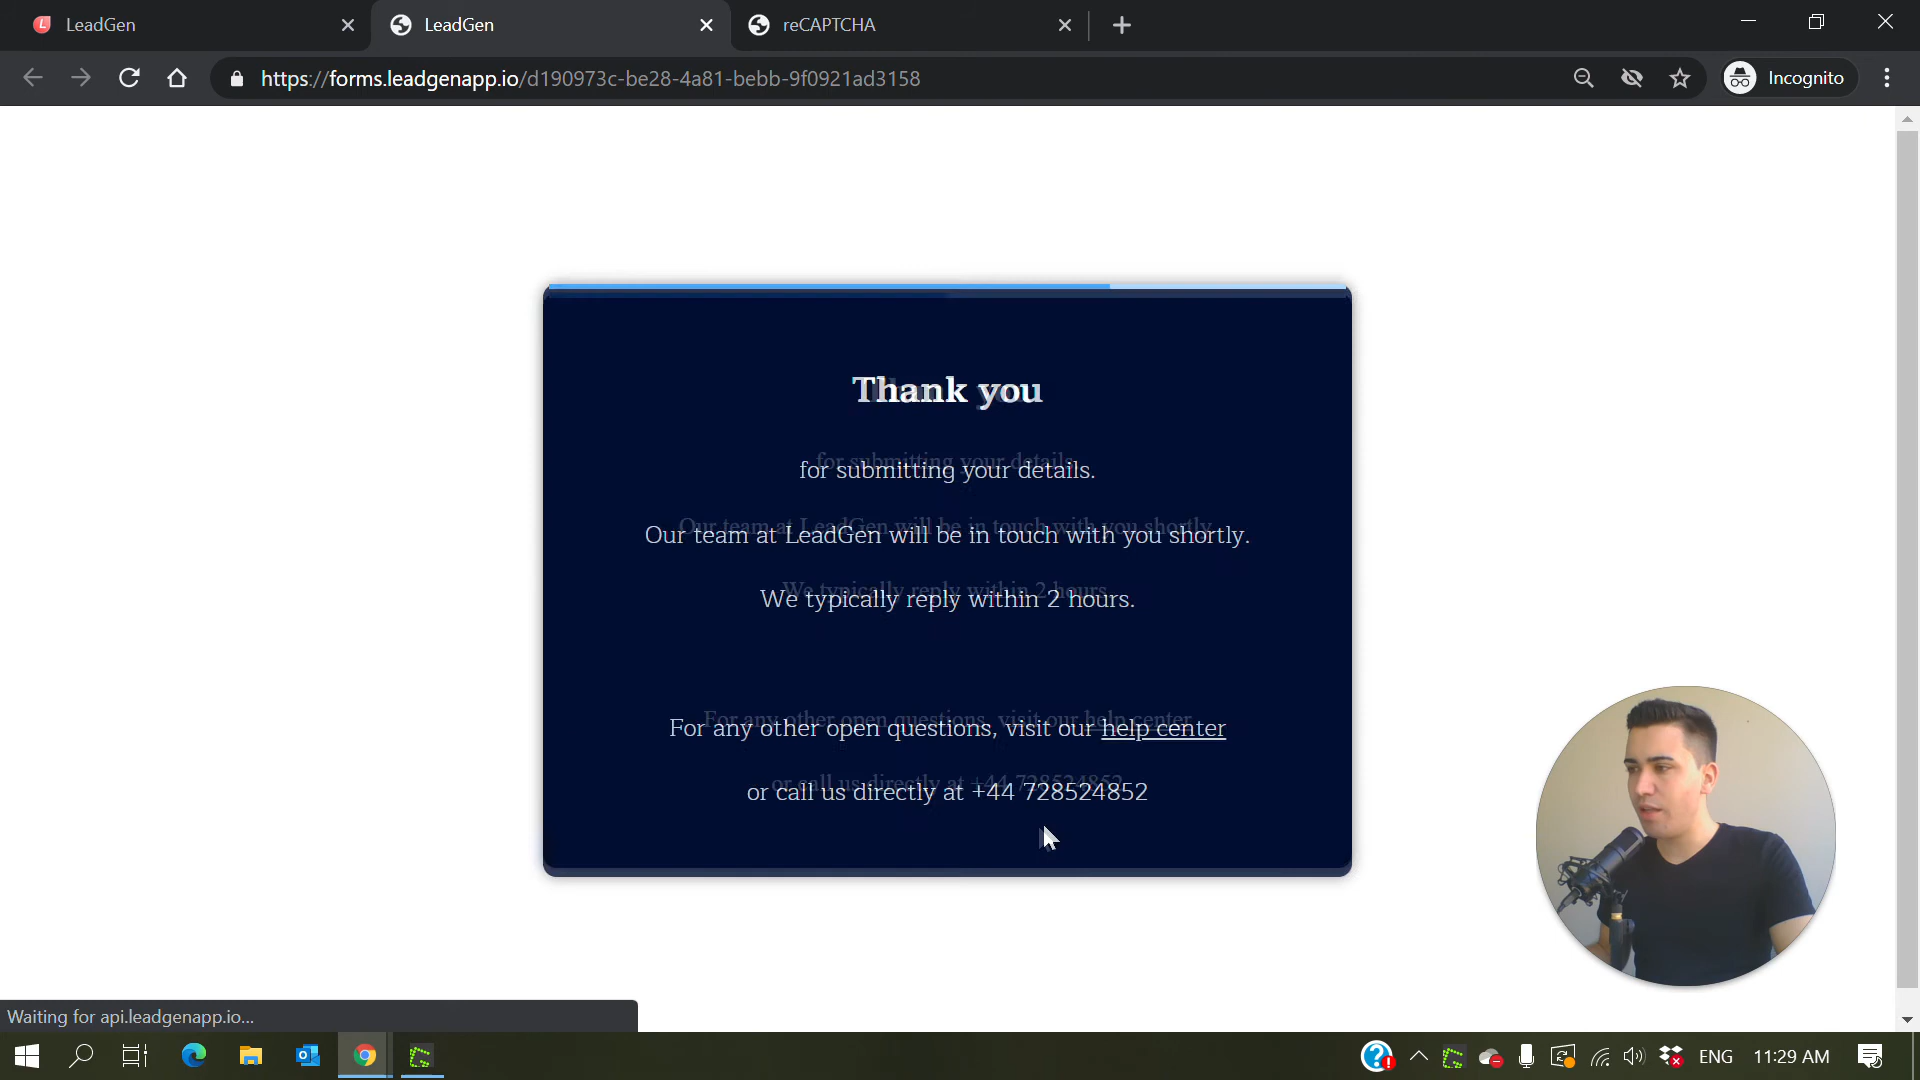 LeadGen
LeadGen
reCAPTCHA
https://forms.leadgenapp.io/d190973c-be28-4a81-bebb-9f0921ad3158
Incognito
Thank you
for submitting your details.
Our team at LeadGen will be in touch with you shortly.
We typically reply within 2 hours.
For any other open questions, visit our help center
or call us directly at +44 728524852
Waiting for api.leadgenapp.io...
ENG
11:29 AM